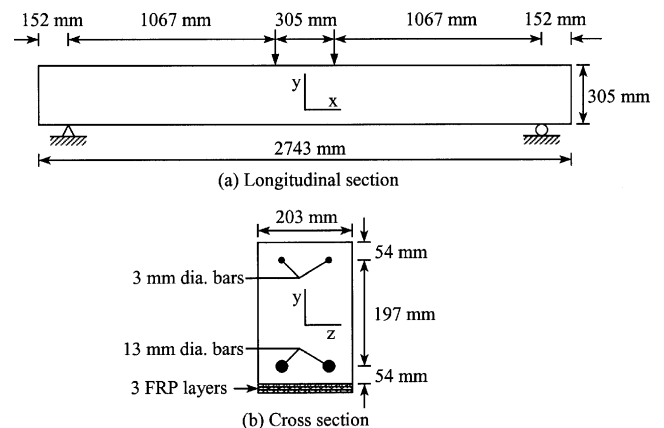 152 mm 1067 mm 305 mm 1067 mm 152 mm
y
x
305 mm
2743 mm
(a) Longitudinal section
203 mm
54 mm
3 mm dia. bars
y
197 mm
z
13 mm dia. bars
54 mm
3 FRP layers
(b) Cross section